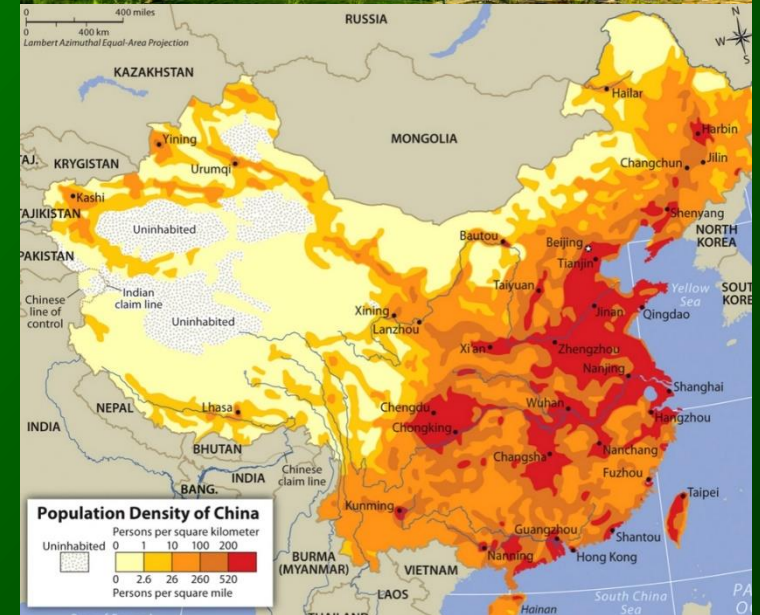 0 400 miles
0 400 km
Lambert Azimuthal Equal-Area Projection
RUSSIA
N
W
S
KAZAKHSTAN
Hailar
MONGOLIA
Harbin
Yining
Changchun
Jilin
TAJ.
KRYGISTAN
Urumqi
Kashi
Shenyang
TAJIKISTAN
NORTH
KOREA
Uninhabited
Bautou
Beijing
Tianjin
PAKISTAN
SOUT
KORE
Indian
claim line
Taiyuan
Yellow
Sea
Chinese
line of
control
Xining
Jinan
Qingdao
Uninhabited
Lanzhou
Xi'an
Zhengzhou
Nanjing
Shanghai
NEPAL
Lhasa
Chengdu
Wuhan
Hangzhou
INDIA
Chongking
BHUTAN
Changsha
Nanchang
INDIA
Chinese
claim line
Fuzhou
BANG.
Taipei
Kunming
Population Density of China
Persons per square kilometer
Uninhabited 0 1 10 100 200
0 2.6 26 260 520
Persons per square mile
Guangzhou
Shantou
BURMA
(MYANMAR)
Nanning
Hong Kong
VIETNAM
LAOS
South China
Sea
Hainan